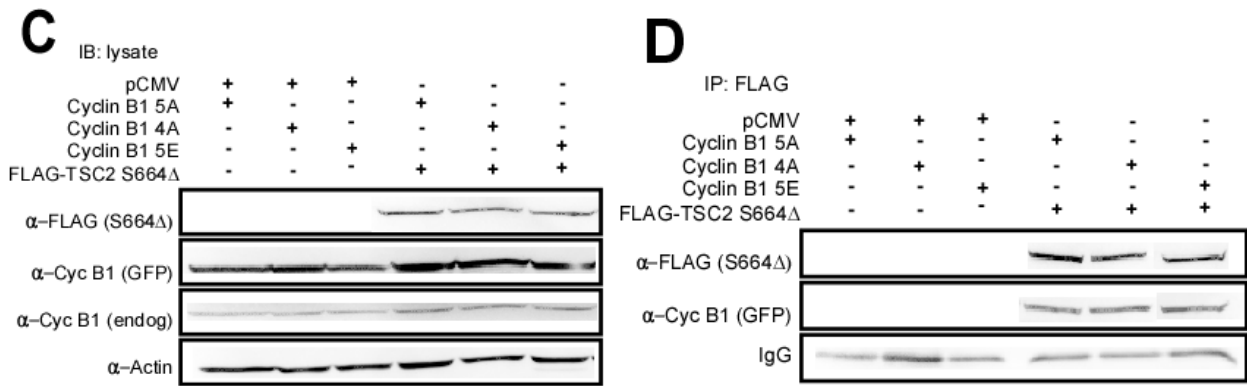 C
IB: lysate
pCMV + + + - - -
Cyclin B1 5A + - - + - -
Cyclin B1 4A - + - - + -
Cyclin B1 5E - - + - - +
FLAG-TSC2 S664Δ - - - + + +
α–FLAG (S664Δ)
α–Cyc B1 (GFP)
α–Cyc B1 (endog)
α–Actin
D
IP: FLAG
pCMV + + + - - -
Cyclin B1 5A + - - + - -
Cyclin B1 4A - + - - + -
Cyclin B1 5E - - + - - +
FLAG-TSC2 S664Δ - - - + + +
α–FLAG (S664Δ)
α–Cyc B1 (GFP)
IgG